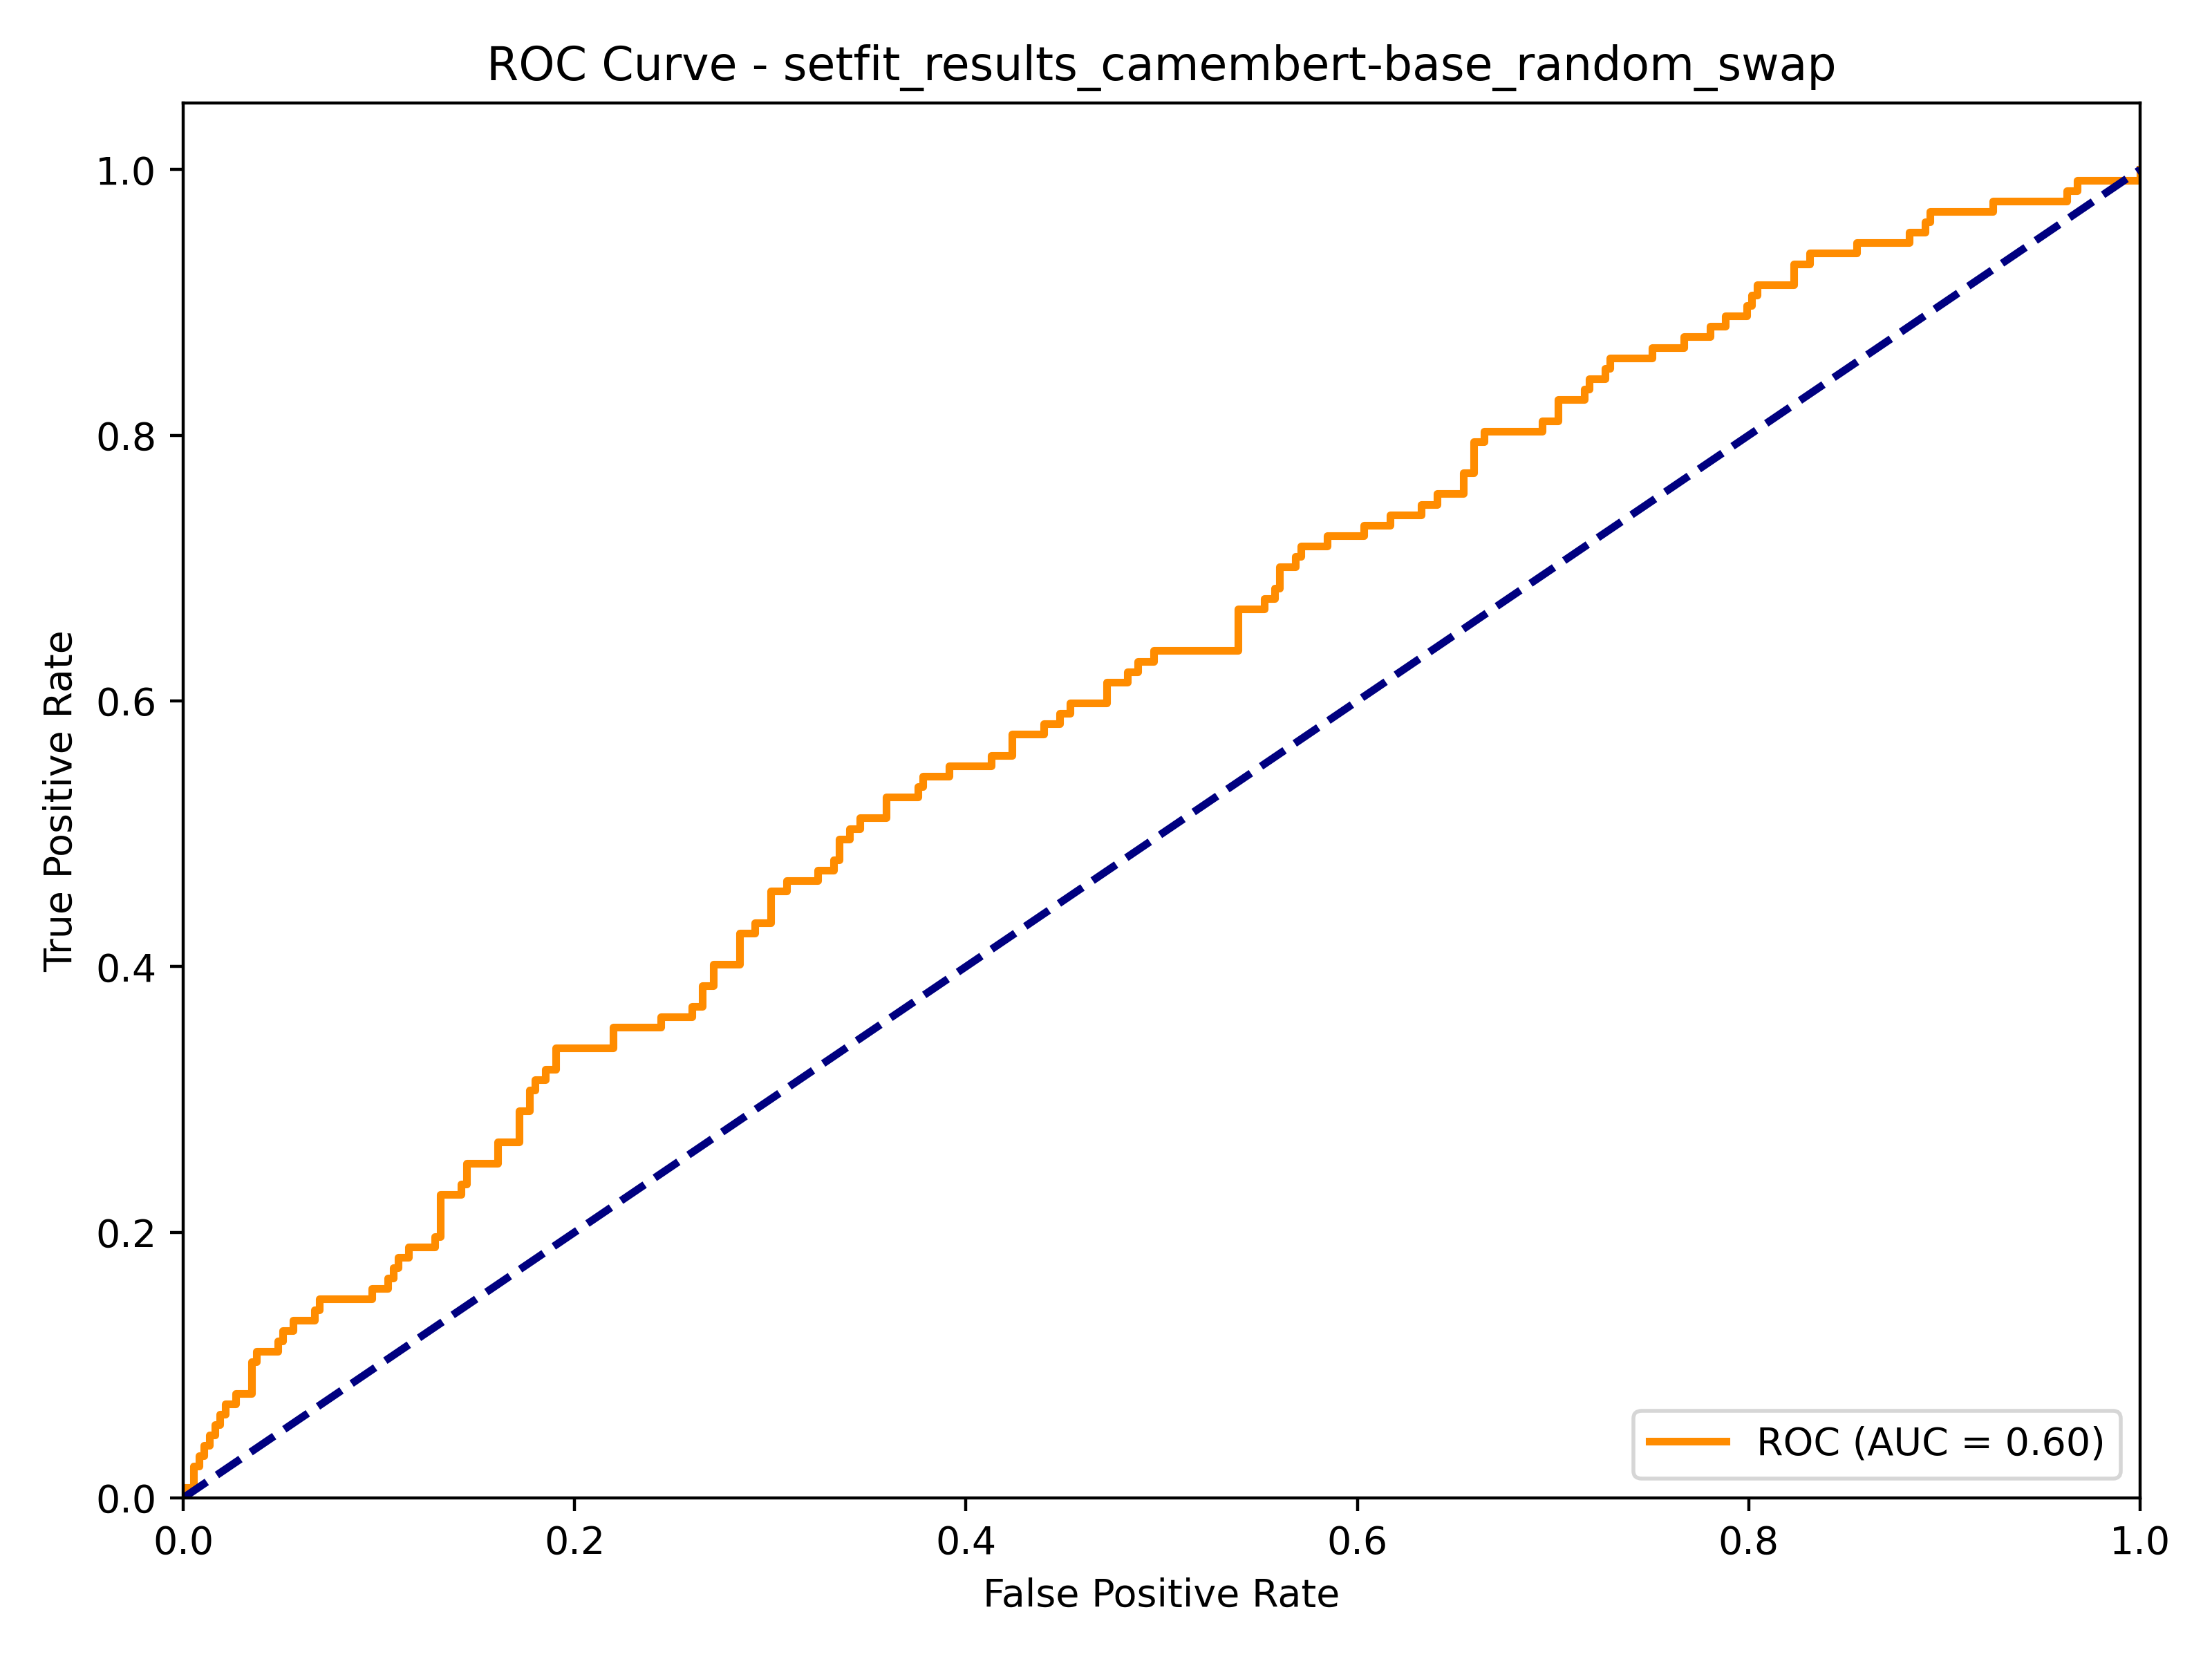 ROC Curve - setfit_results_camembert-base_random_swap
1.0
0.8
0.6
0.4
0.2
0.0
True Positive Rate
0.0 0.2 0.4 0.6 0.8 1.0
False Positive Rate
ROC (AUC = 0.60)